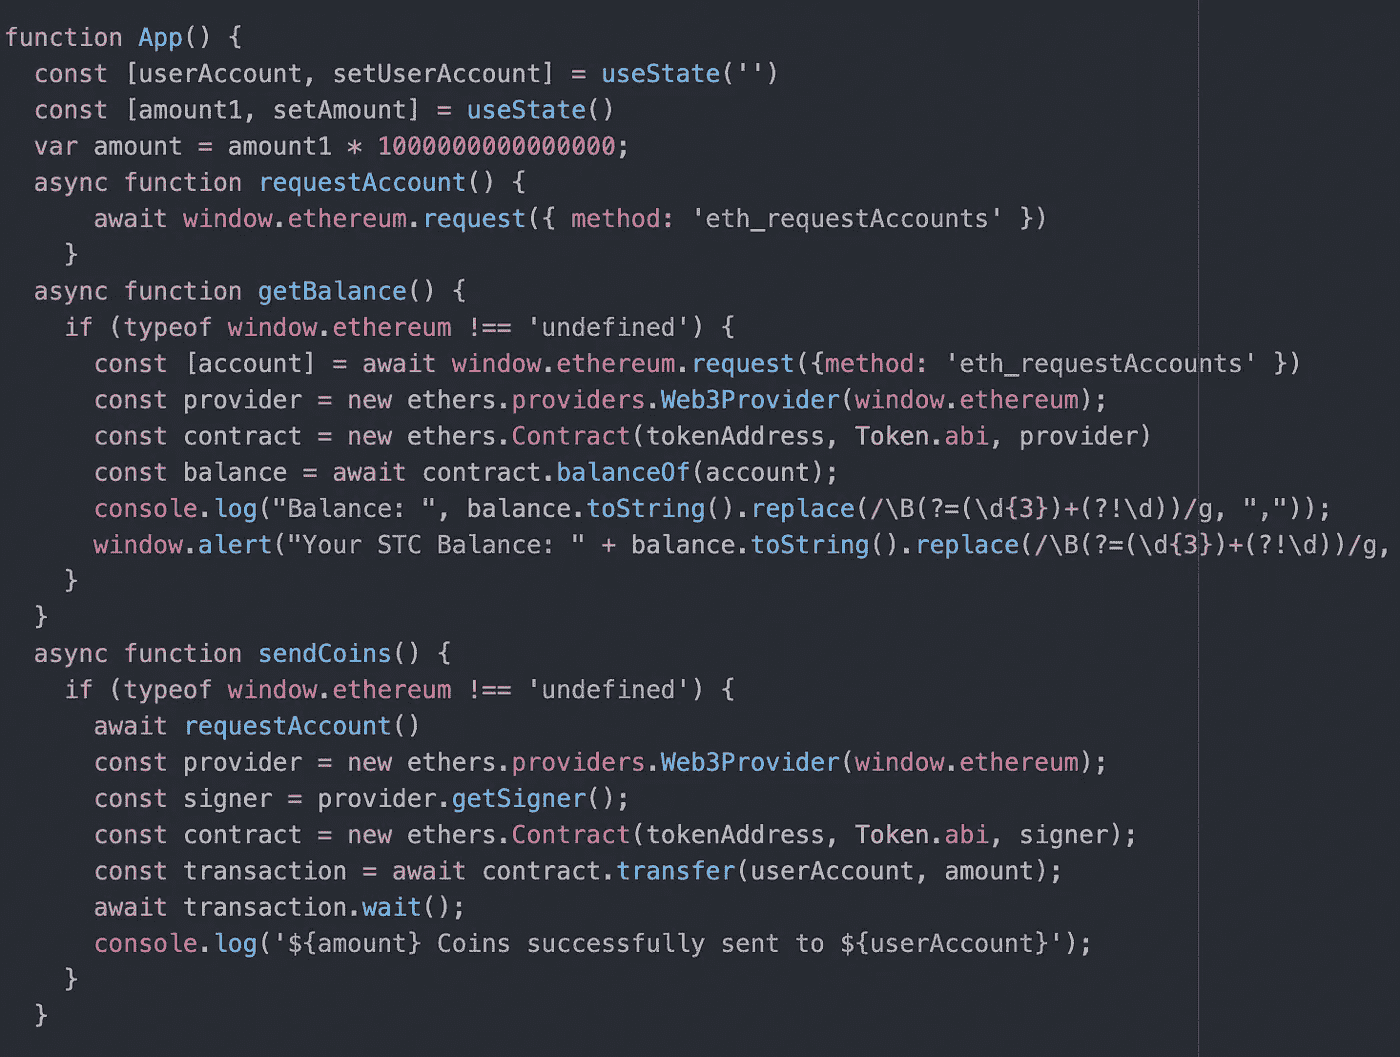 function App() {
  const [userAccount, setUserAccount] = useState('')
  const [amount1, setAmount] = useState()
  var amount = amount1 * 1000000000000000;
  async function requestAccount() {
      await window.ethereum.request({ method: 'eth_requestAccounts' })
    }
  async function getBalance() {
    if (typeof window.ethereum !== 'undefined') {
      const [account] = await window.ethereum.request({method: 'eth_requestAccounts' })
      const provider = new ethers.providers.Web3Provider(window.ethereum);
      const contract = new ethers.Contract(tokenAddress, Token.abi, provider)
      const balance = await contract.balanceOf(account);
      console.log("Balance: ", balance.toString().replace(/\B(?=(\d{3})+(?!\d))/g, ","));
      window.alert("Your STC Balance: " + balance.toString().replace(/\B(?=(\d{3})+(?!\d))/g,
    }
  }
  async function sendCoins() {
    if (typeof window.ethereum !== 'undefined') {
      await requestAccount()
      const provider = new ethers.providers.Web3Provider(window.ethereum);
      const signer = provider.getSigner();
      const contract = new ethers.Contract(tokenAddress, Token.abi, signer);
      const transaction = await contract.transfer(userAccount, amount);
      await transaction.wait();
      console.log('${amount} Coins successfully sent to ${userAccount}');
    }
  }